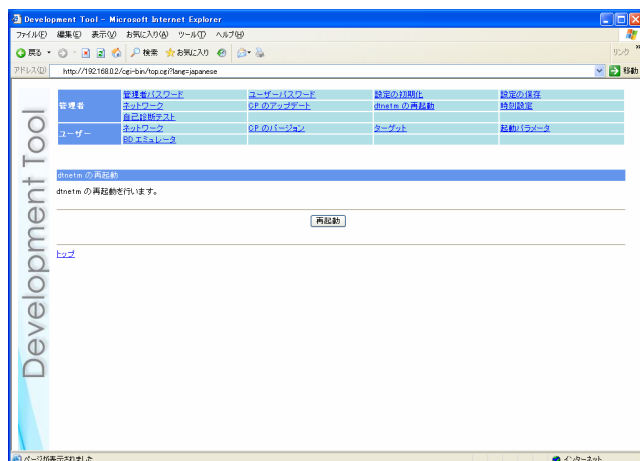 Development Tool - Microsoft Internet Explorer
ファイル(F) 編集(E) 表示(V) お気に入り(A) ツール(T) ヘルプ(H)
戻る 検索 お気に入り リンク »
アドレス(D) http://192.168.0.2/cgi-bin/top.cgi?lang=japanese 移動
Development Tool
管理者 管理者パスワード ユーザーパスワード 設定の初期化 設定の保存
ネットワーク CP のアップデート dtnetm の再起動 時刻設定
自己診断テスト
ユーザー ネットワーク CP のバージョン ターゲット 起動パラメータ
BD エミュレータ
dtnetm の再起動
dtnetm の再起動を行います。
再起動
トップ
ページが表示されました インターネット